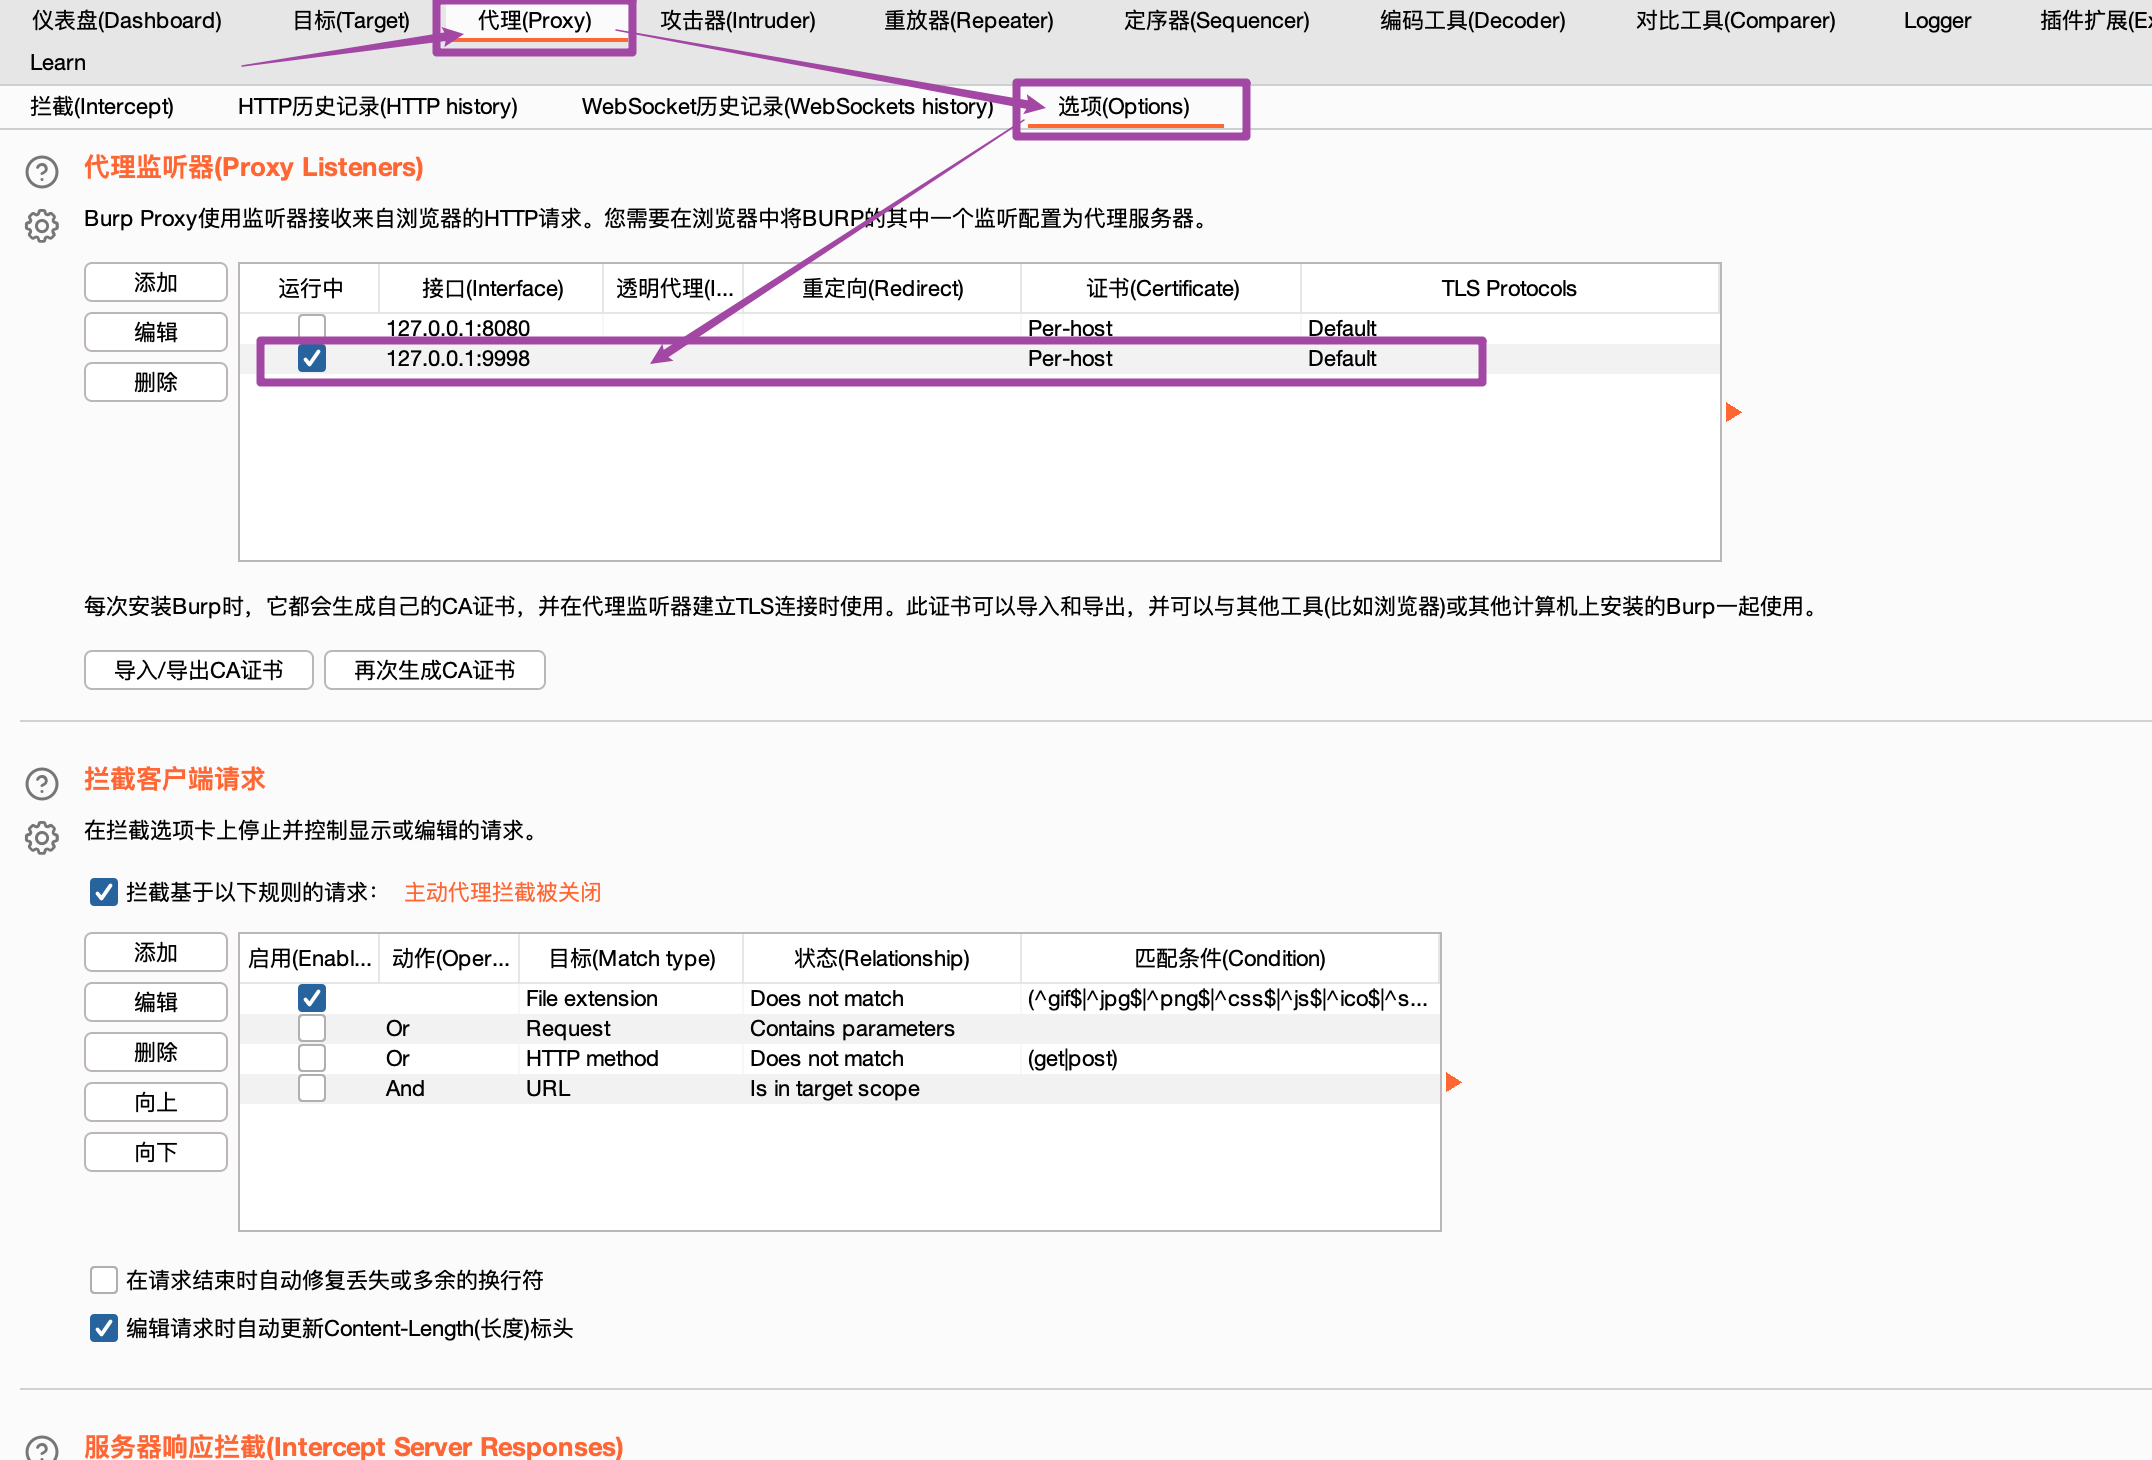 仪表盘(Dashboard) 目标(Target) 代理(Proxy) 攻击器(Intruder) 重放器(Repeater) 定序器(Sequencer) 编码工具(Decoder) 对比工具(Comparer) Logger 插件扩展(Ex
Learn
拦截(Intercept) HTTP历史记录(HTTP history) WebSocket历史记录(WebSockets history) 选项(Options)
代理监听器(Proxy Listeners)
Burp Proxy使用监听器接收来自浏览器的HTTP请求。您需要在浏览器中将BURP的其中一个监听配置为代理服务器。
添加
编辑
删除
运行中 接口(Interface) 透明代理(I... 重定向(Redirect) 证书(Certificate) TLS Protocols
127.0.0.1:8080 Per-host Default
127.0.0.1:9998 Per-host Default
每次安装Burp时，它都会生成自己的CA证书，并在代理监听器建立TLS连接时使用。此证书可以导入和导出，并可以与其他工具(比如浏览器)或其他计算机上安装的Burp一起使用。
导入/导出CA证书 再次生成CA证书
拦截客户端请求
在拦截选项卡上停止并控制显示或编辑的请求。
拦截基于以下规则的请求： 主动代理拦截被关闭
添加
编辑
删除
向上
向下
启用(Enabl... 动作(Oper... 目标(Match type) 状态(Relationship) 匹配条件(Condition)
File extension Does not match (^gif$|^jpg$|^png$|^css$|^js$|^ico$|^s...
Or Request Contains parameters
Or HTTP method Does not match (get|post)
And URL Is in target scope
在请求结束时自动修复丢失或多余的换行符
编辑请求时自动更新Content-Length(长度)标头
服务器响应拦截(Intercept Server Responses)